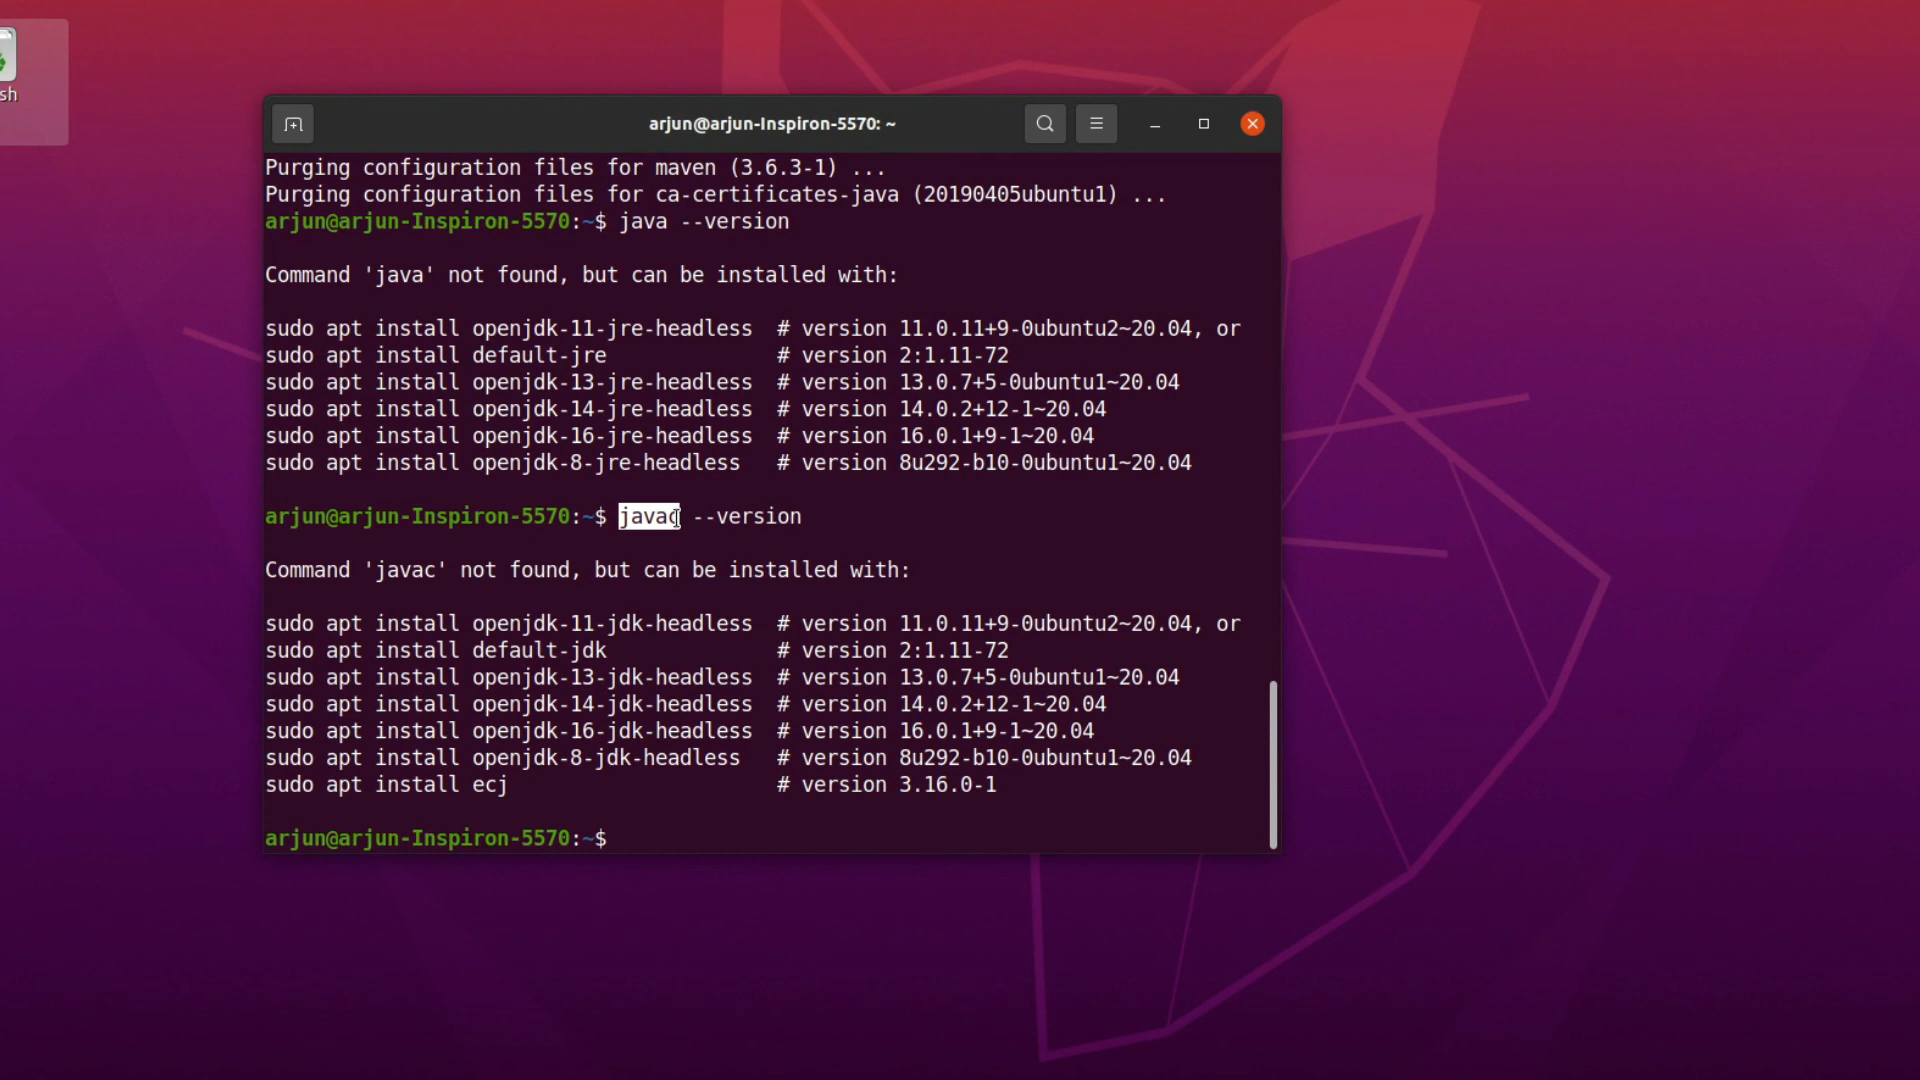 sh
arjun@arjun-Inspiron-5570: ~
Purging configuration files for maven (3.6.3-1) ...
Purging configuration files for ca-certificates-java (20190405ubuntu1) ...
arjun@arjun-Inspiron-5570:~$ java --version
Command 'java' not found, but can be installed with:
sudo apt install openjdk-11-jre-headless  # version 11.0.11+9-0ubuntu2~20.04, or
sudo apt install default-jre              # version 2:1.11-72
sudo apt install openjdk-13-jre-headless  # version 13.0.7+5-0ubuntu1~20.04
sudo apt install openjdk-14-jre-headless  # version 14.0.2+12-1~20.04
sudo apt install openjdk-16-jre-headless  # version 16.0.1+9-1~20.04
sudo apt install openjdk-8-jre-headless   # version 8u292-b10-0ubuntu1~20.04
arjun@arjun-Inspiron-5570:~$ javac --version
Command 'javac' not found, but can be installed with:
sudo apt install openjdk-11-jdk-headless  # version 11.0.11+9-0ubuntu2~20.04, or
sudo apt install default-jdk              # version 2:1.11-72
sudo apt install openjdk-13-jdk-headless  # version 13.0.7+5-0ubuntu1~20.04
sudo apt install openjdk-14-jdk-headless  # version 14.0.2+12-1~20.04
sudo apt install openjdk-16-jdk-headless  # version 16.0.1+9-1~20.04
sudo apt install openjdk-8-jdk-headless   # version 8u292-b10-0ubuntu1~20.04
sudo apt install ecj                      # version 3.16.0-1
arjun@arjun-Inspiron-5570:~$